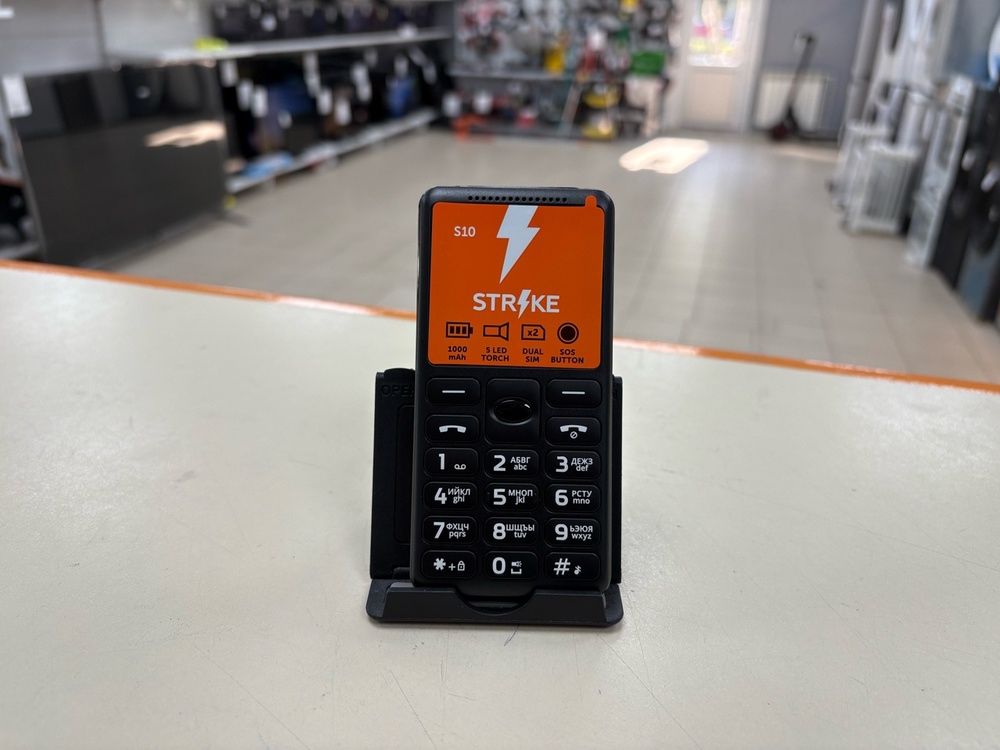 S10
STRIKE
1000 mAh
5 LED TORCH
x2
DUAL SIM
SOS BUTTON
OPE
1
2 АБВГ abc
3 ДЕЖЗ def
4 ИЙКЛ ghi
5 МНОП jkl
6 РСТУ mno
7 ФХЦЧ pqrs
8 ШЩЪЫ tuv
9 ЬЭЮЯ wxyz
* +
0
#